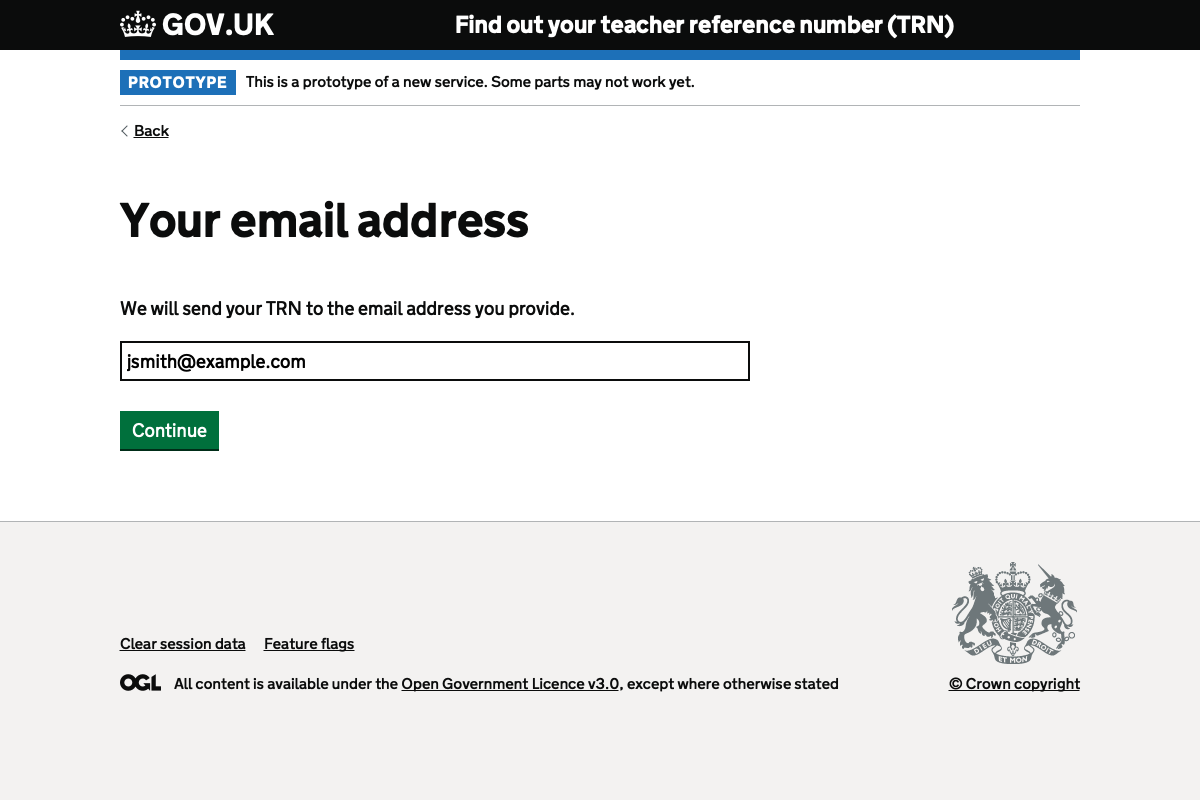 GOV.UK Find out your teacher reference number (TRN)
PROTOTYPE This is a prototype of a new service. Some parts may not work yet.
Back
Your email address
We will send your TRN to the email address you provide.
jsmith@example.com
Continue
Clear session data Feature flags
DIEU ET MON DROIT
OGL All content is available under the Open Government Licence v3.0, except where otherwise stated
© Crown copyright